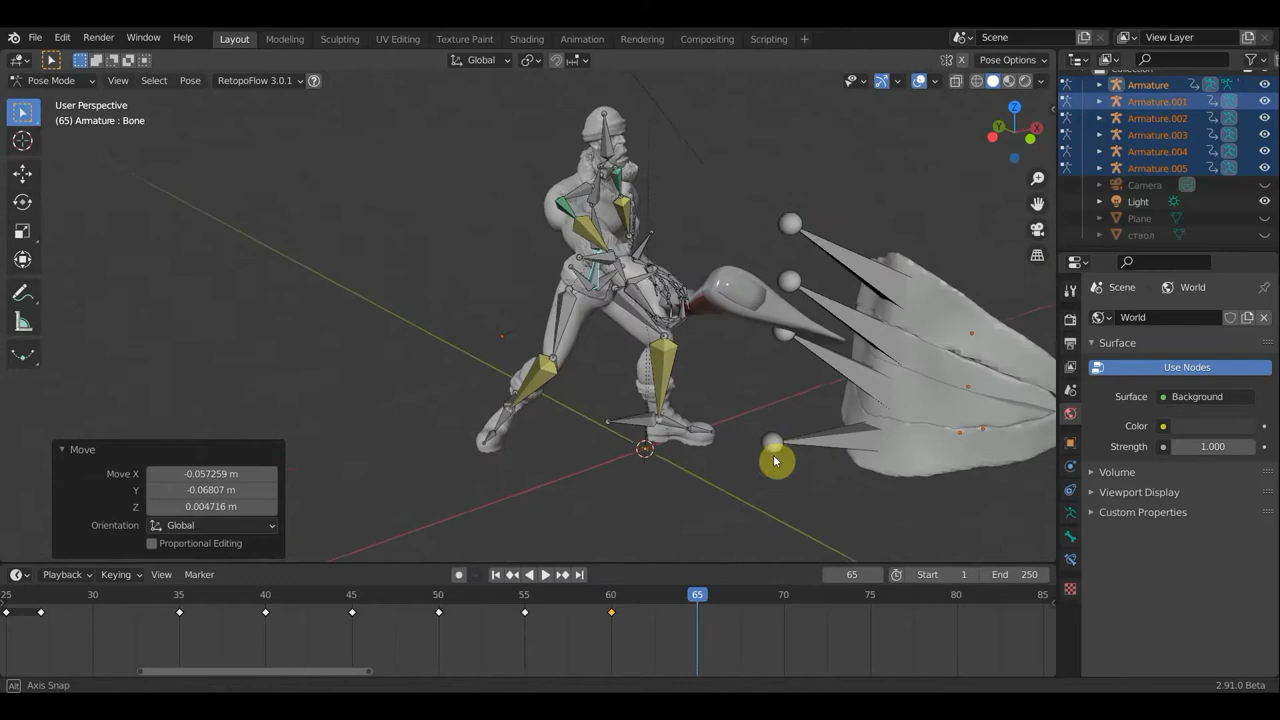 File Edit Render Window Help Layout Modeling Sculpting UV Editing Texture Paint Shading Animation Rendering Compositing Scripting + Scene View Layer
Global Pose Options
Pose Mode View Select Pose RetopoFlow 3.0.1 ?
User Perspective
(65) Armature : Bone
Z
Y
X
Armature
Armature.001
Armature.002
Armature.003
Armature.004
Armature.005
Camera
Light
Plane
ствол
Scene > World
World
Surface
Use Nodes
Surface Background
Color
Strength 1.000
Volume
Viewport Display
Custom Properties
Move
Move X -0.057259 m
Y -0.06807 m
Z 0.004716 m
Orientation Global
Proportional Editing
Playback Keying View Marker 65 Start 1 End 250
25 30 35 40 45 50 55 60 65 70 75 80 85
Alt Axis Snap 2.91.0 Beta